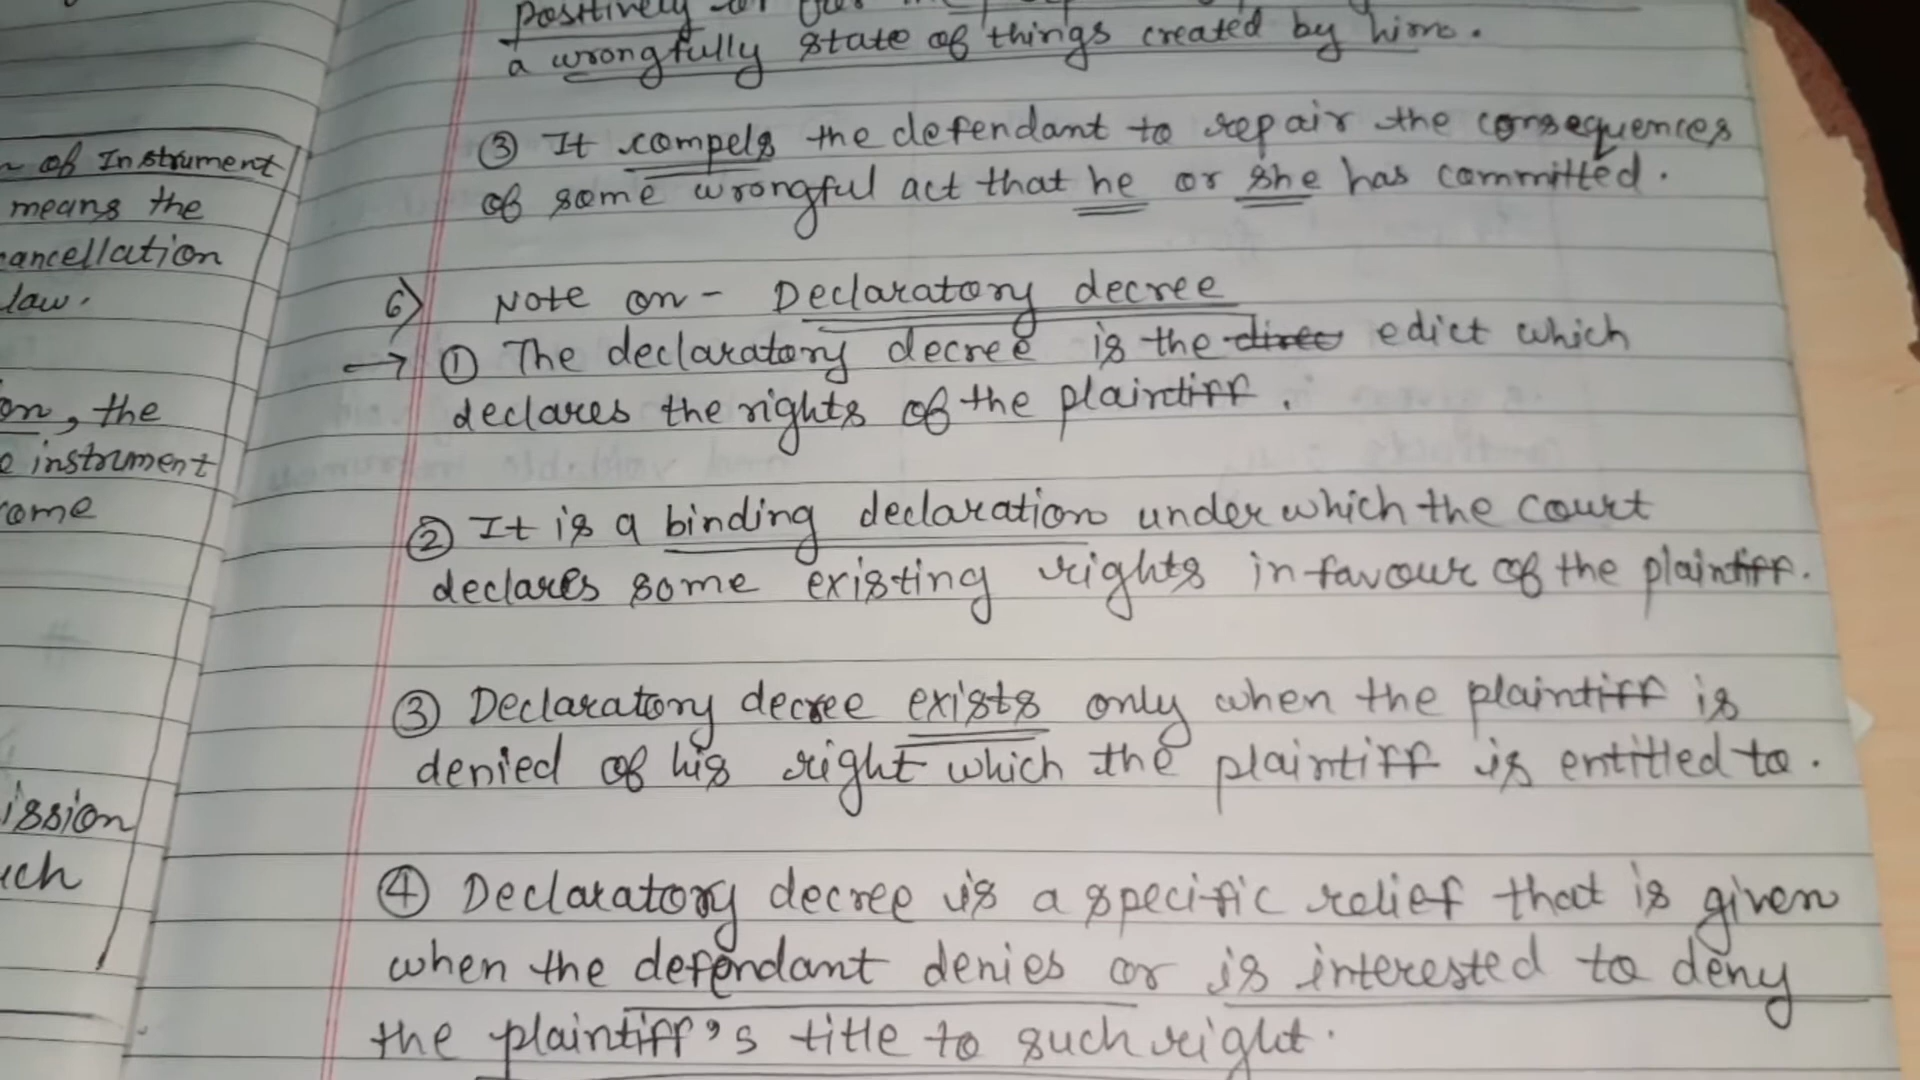 n of Instrument
means the
cancellation
law.
on, the
e instrument
ome
ission
uch
positively or
a wrongfully state of things created by him.
③ It compels the defendant to repair the consequences
of some wrongful act that he or she has committed.
6) Note on - Declaratory decree
→ ① The declaratory decree is the direc edict which
declares the rights of the plaintiff.
② It is a binding declaration under which the court
declares some existing rights in favour of the plaintiff.
③ Declaratory decree exists only when the plaintiff is
denied of his right which the plaintiff is entitled to.
④ Declaratory decree is a specific relief that is given
when the defendant denies or is interested to deny
the plaintiff's title to such right.